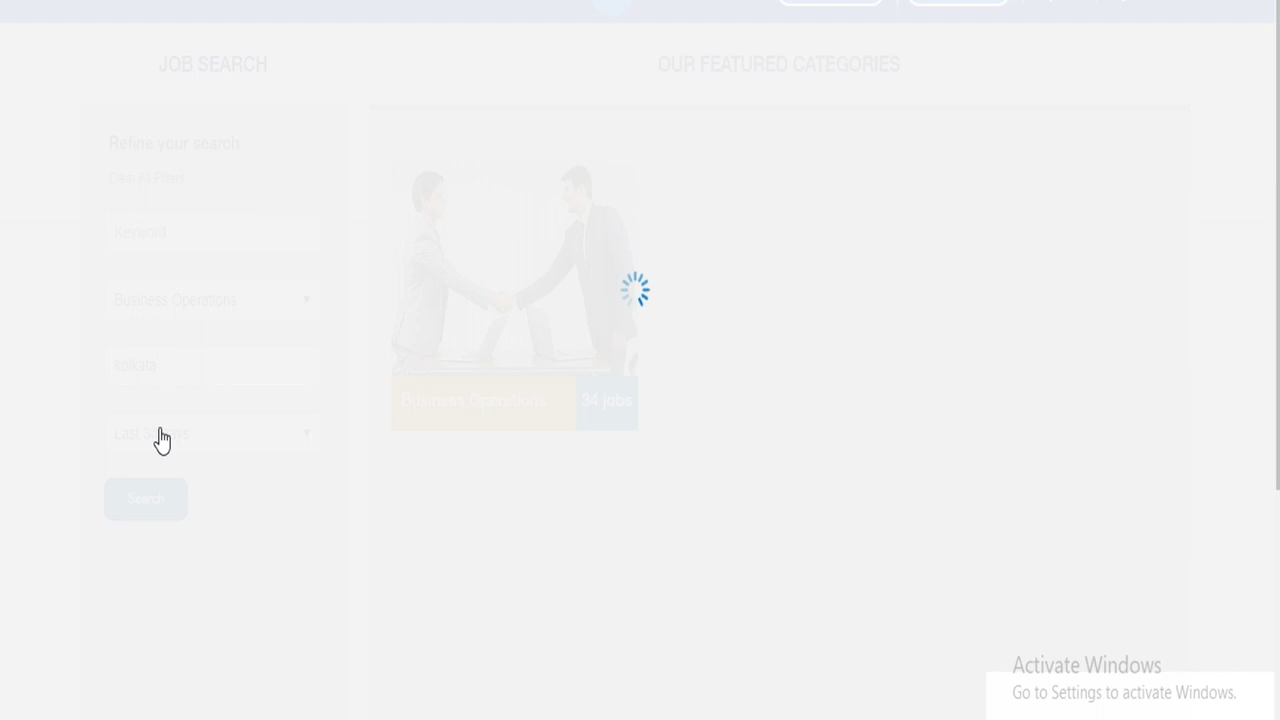 JOB SEARCH
OUR FEATURED CATEGORIES
Refine your search
Clear All Filters
Keyword
Business Operations
kolkata
Last
Search
Business Operations
34 jobs
Activate Windows
Go to Settings to activate Windows.